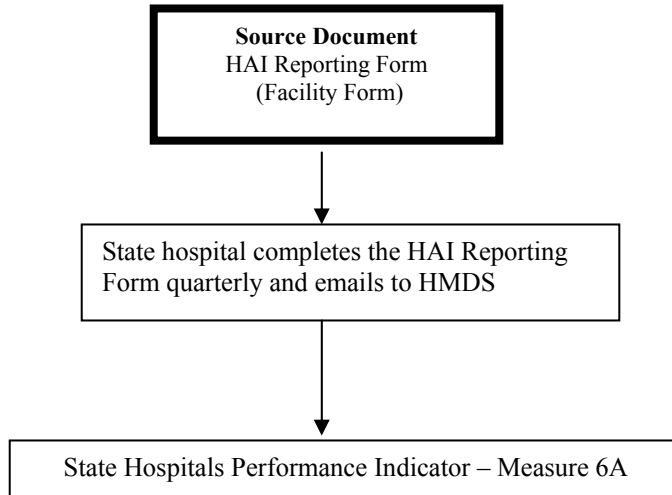 Source Document
HAI Reporting Form
(Facility Form)
State hospital completes the HAI Reporting
Form quarterly and emails to HMDS
State Hospitals Performance Indicator – Measure 6A